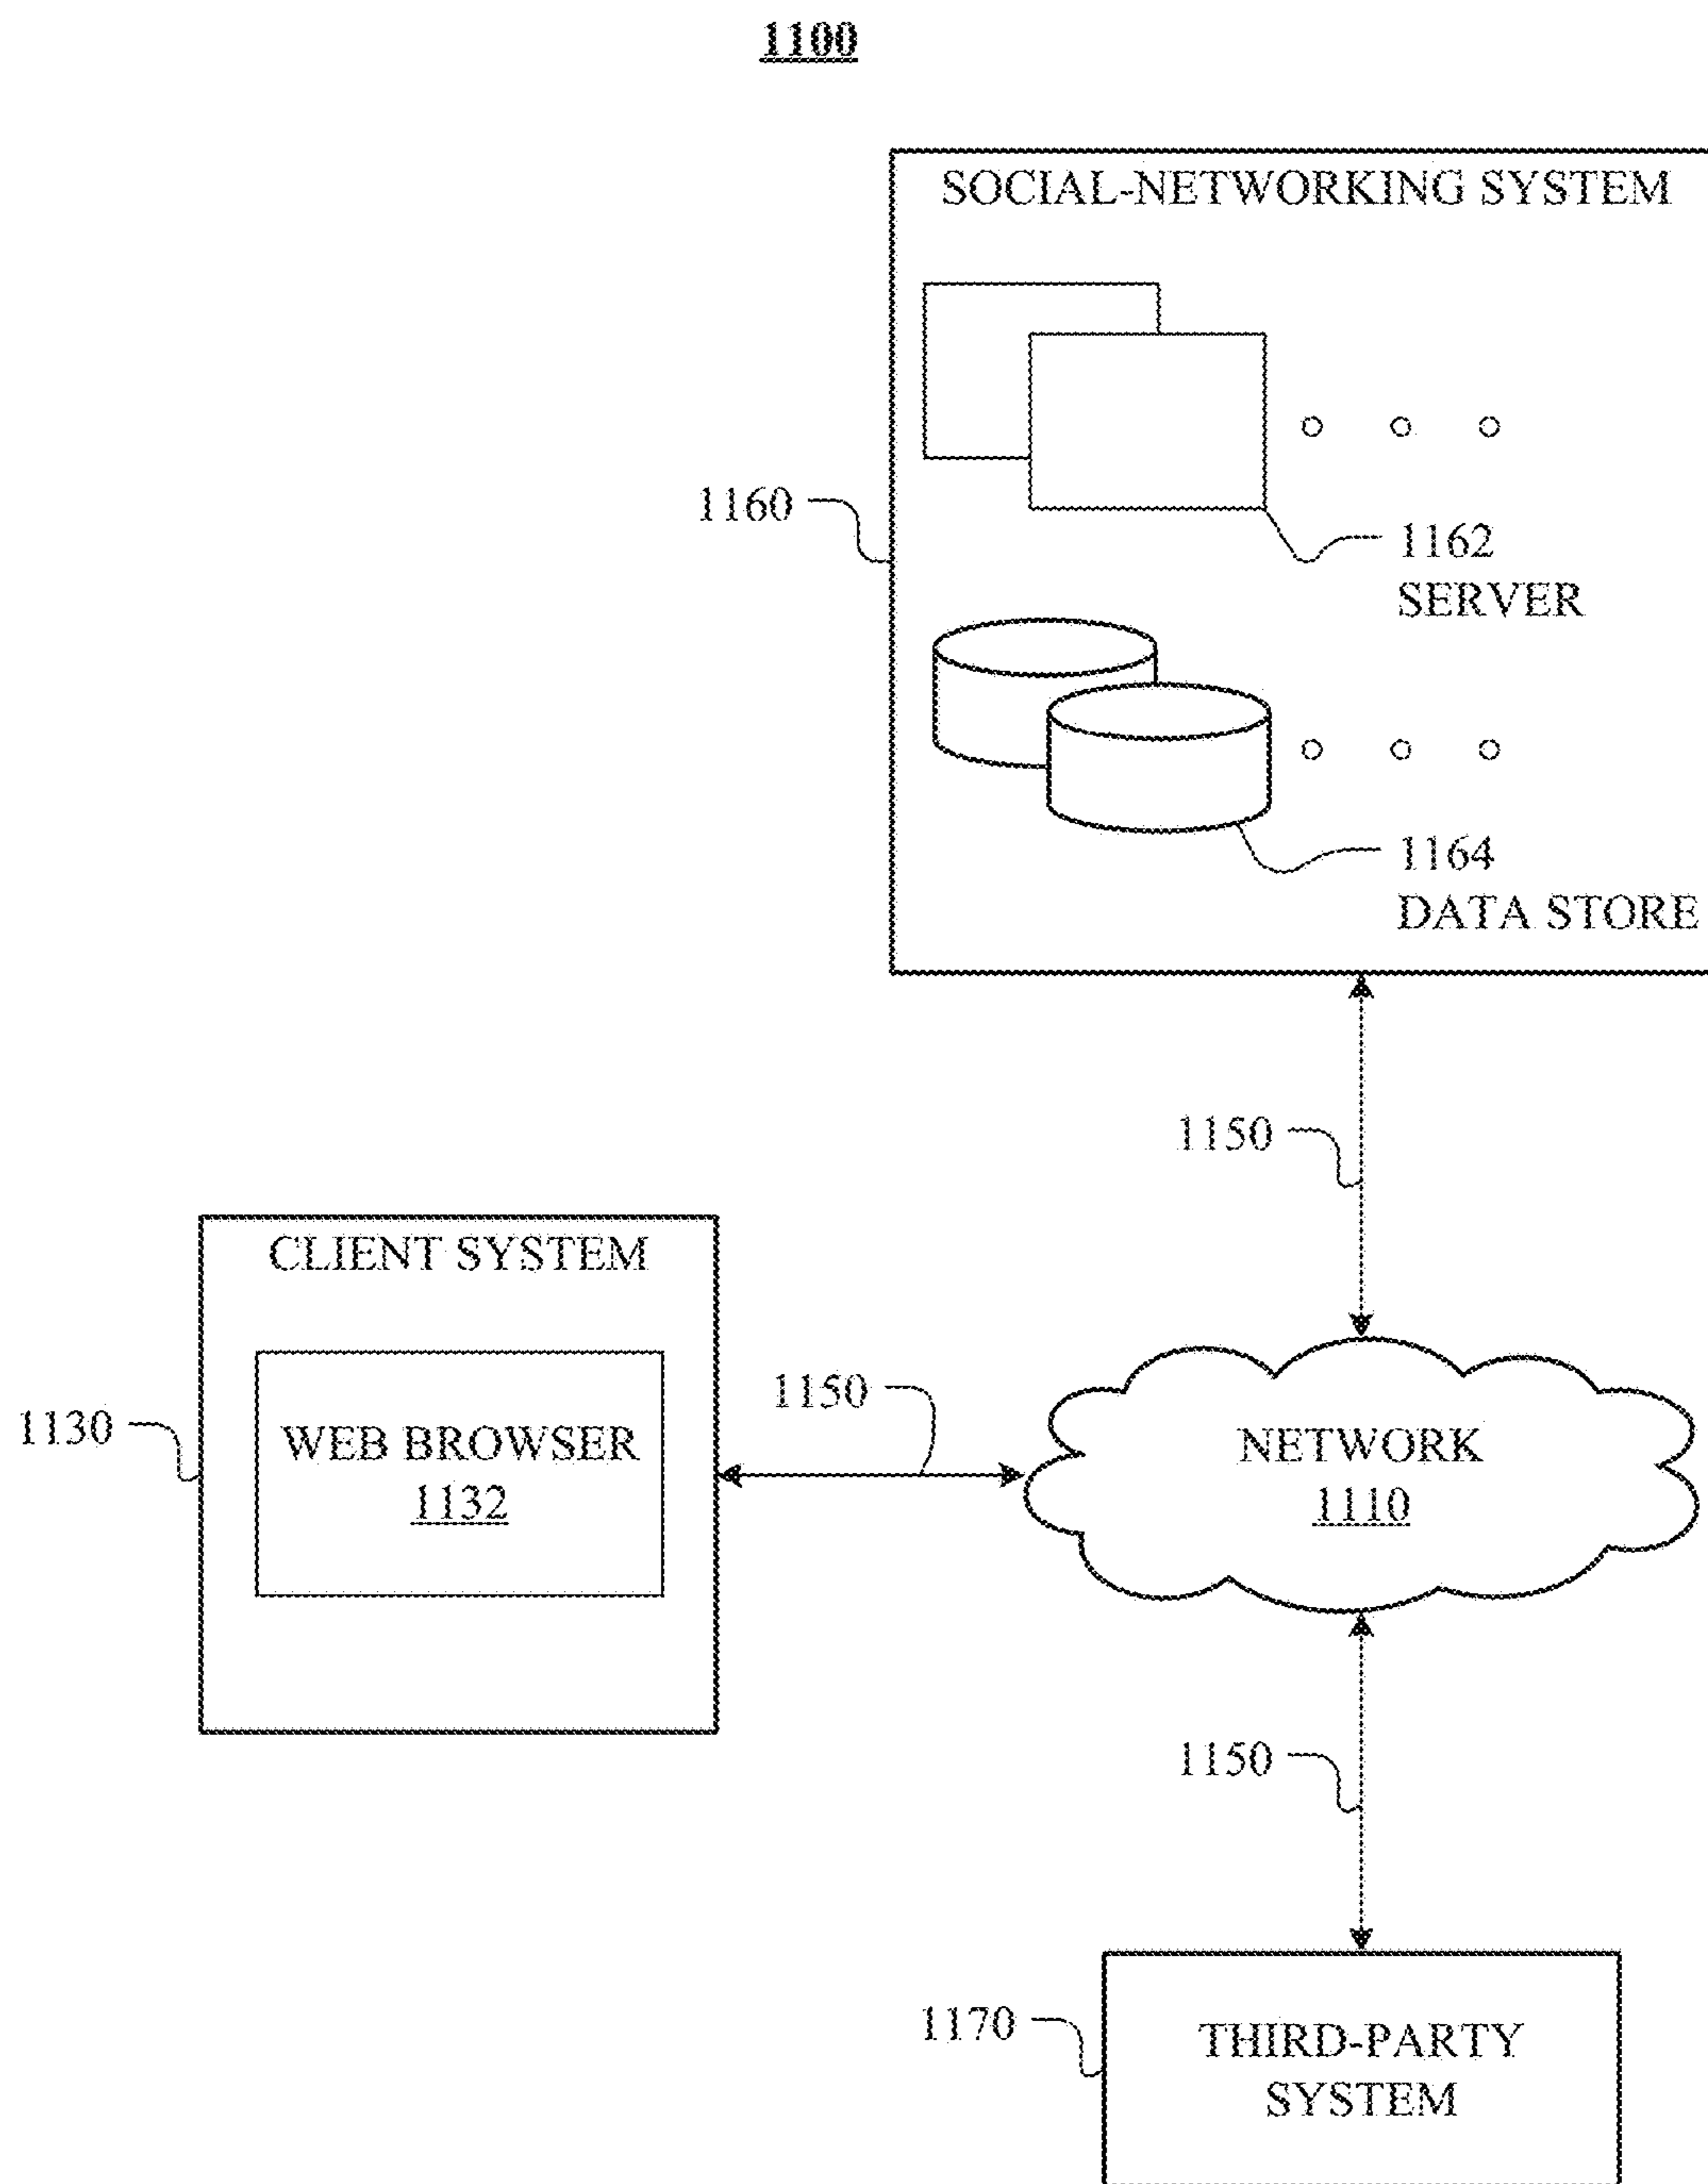 1100
SOCIAL-NETWORKING SYSTEM
1160
1162
SERVER
1164
DATA STORE
1150
CLIENT SYSTEM
1130
WEB BROWSER
1132
1150
NETWORK
1110
1150
1170
THIRD-PARTY
SYSTEM